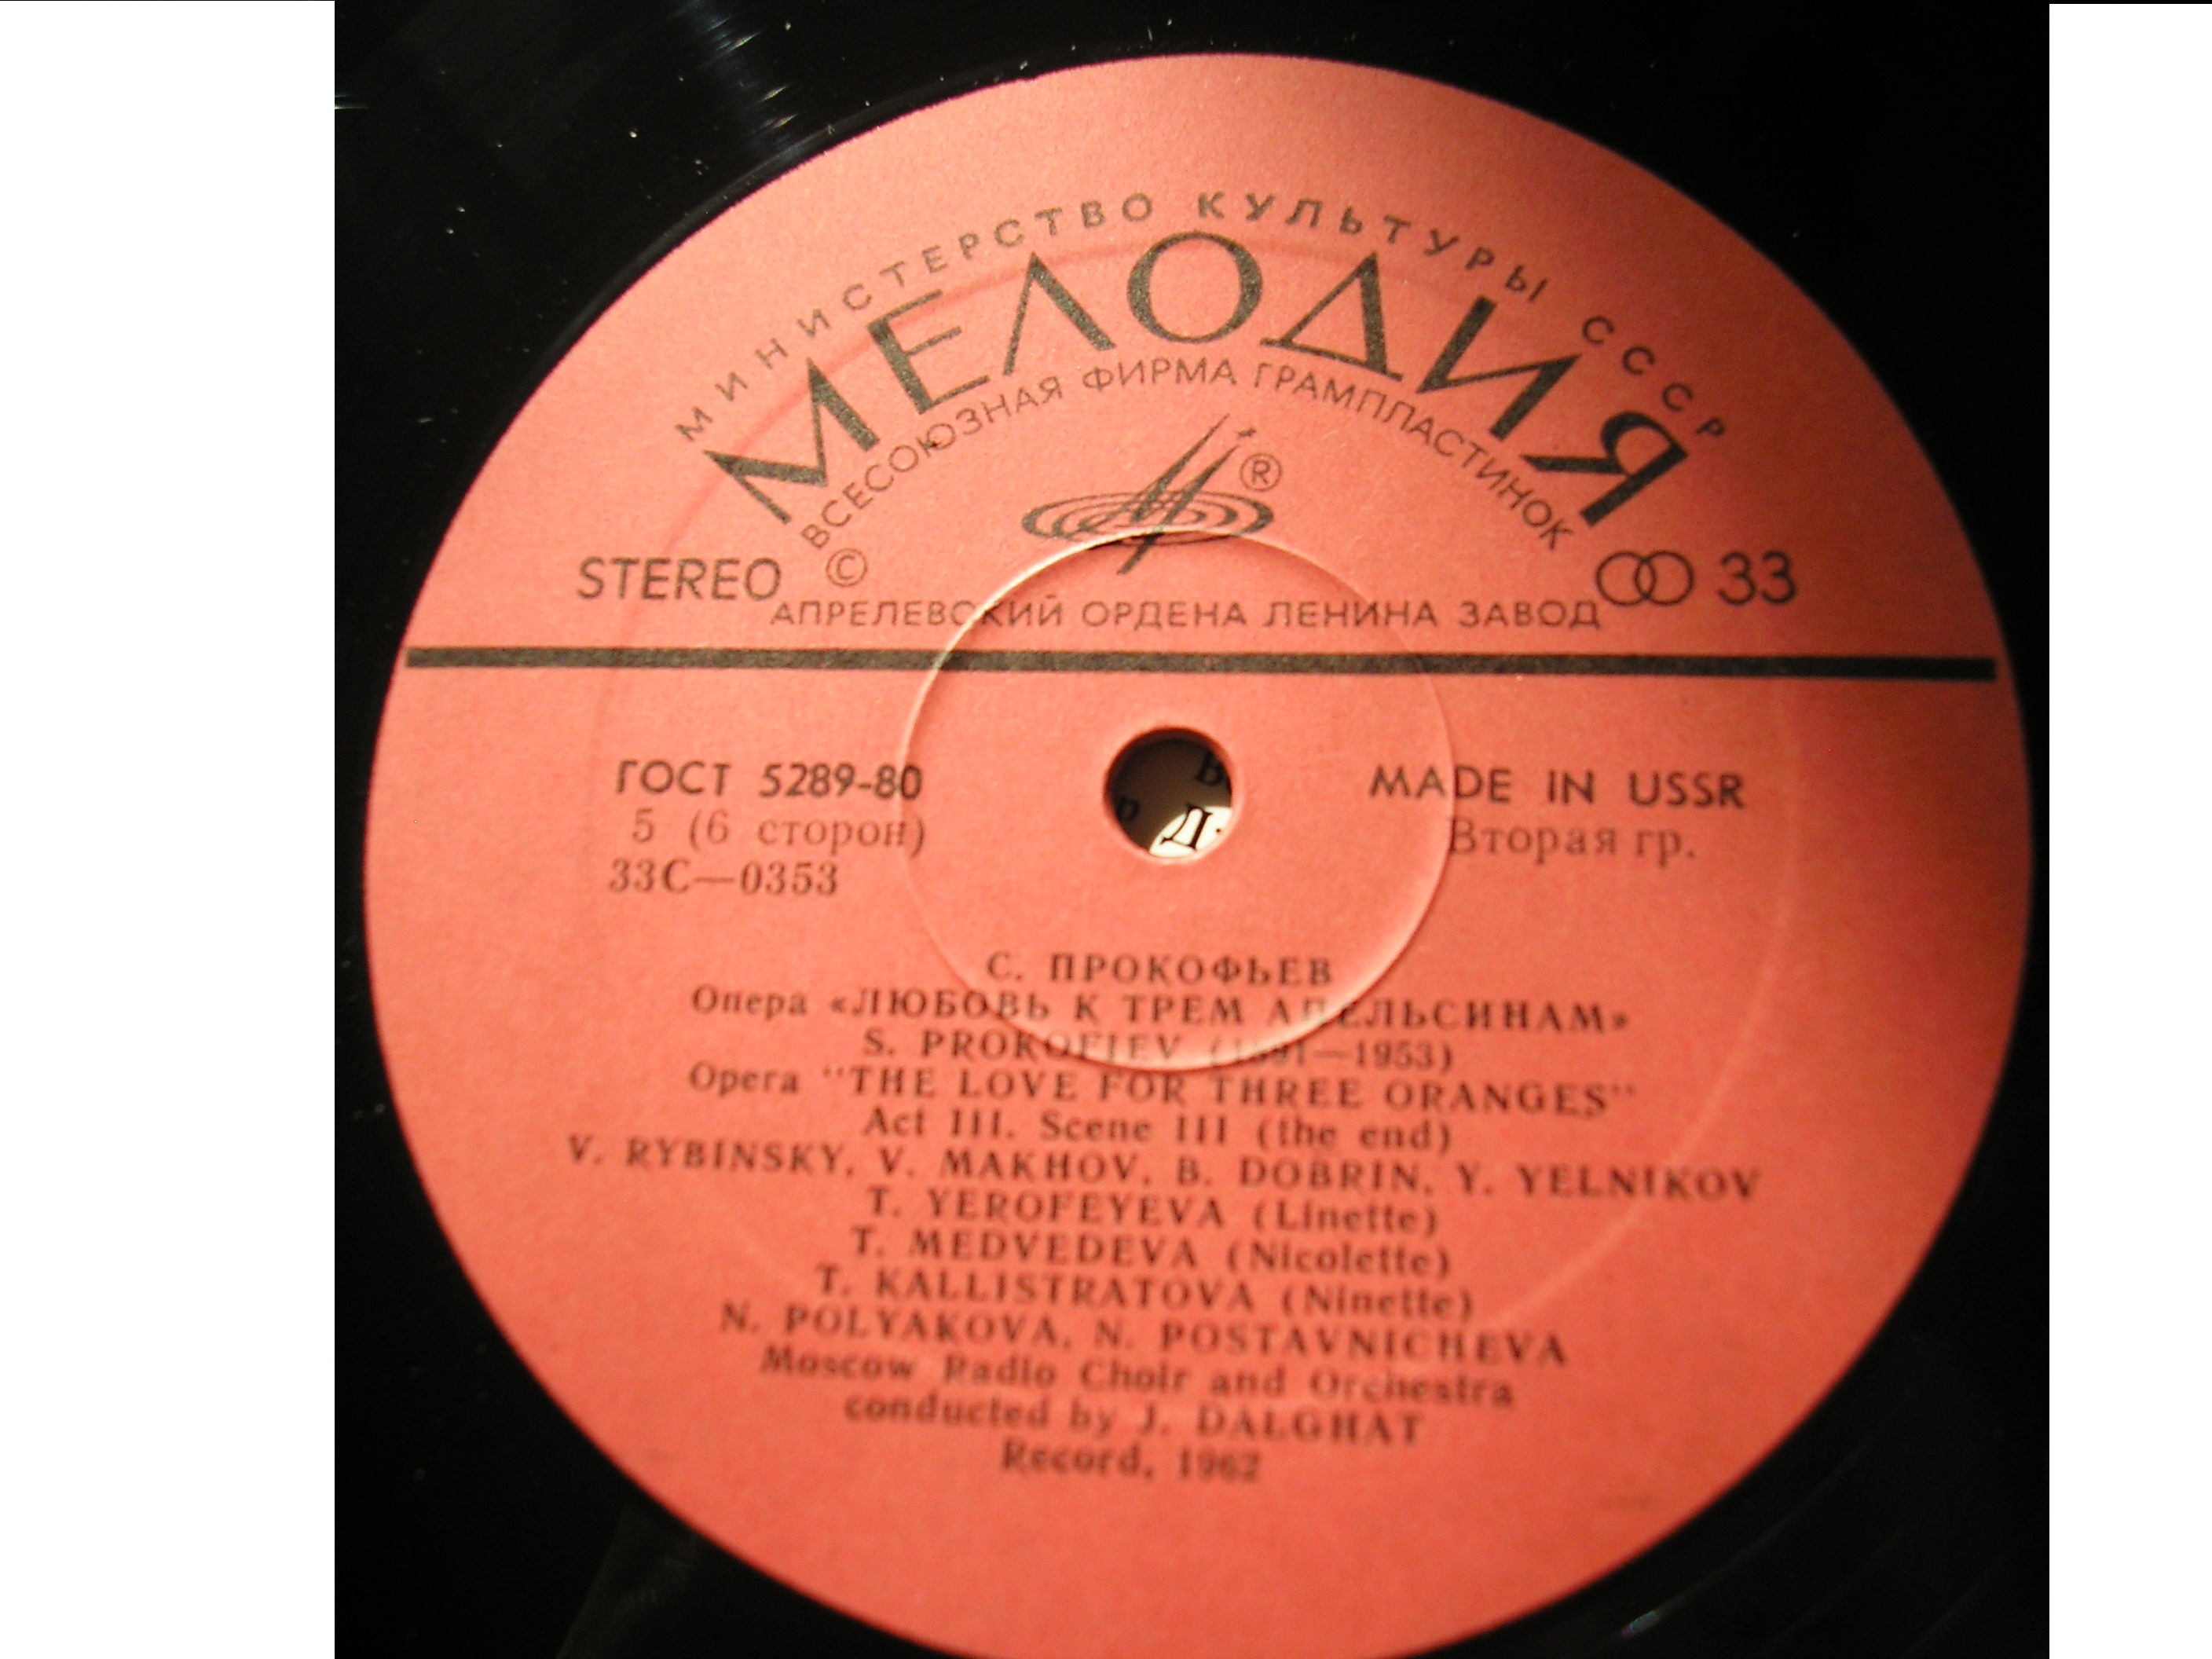 МИНИСТЕРСТВО КУЛЬТУРЫ СССР
МЕЛОДИЯ
ВСЕСОЮЗНАЯ ФИРМА ГРАМПЛАСТИНОК
®
STEREO © 33
АПРЕЛЕВСКИЙ ОРДЕНА ЛЕНИНА ЗАВОД
ГОСТ 5289-80 MADE IN USSR
5 (6 сторон) Вторая гр.
33С—0353
С. ПРОКОФЬЕВ
Опера «ЛЮБОВЬ К ТРЕМ АПЕЛЬСИНАМ»
S. PROKOFIEV (1891—1953)
Opera "THE LOVE FOR THREE ORANGES"
Act III. Scene III (the end)
V. RYBINSKY, V. MAKHOV, B. DOBRIN, Y. YELNIKOV
T. YEROFEYEVA (Linette)
T. MEDVEDEVA (Nicolette)
T. KALLISTRATOVA (Ninette)
N. POLYAKOVA, N. POSTAVNICHEVA
Moscow Radio Choir and Orchestra
conducted by J. DALGHAT
Record, 1962